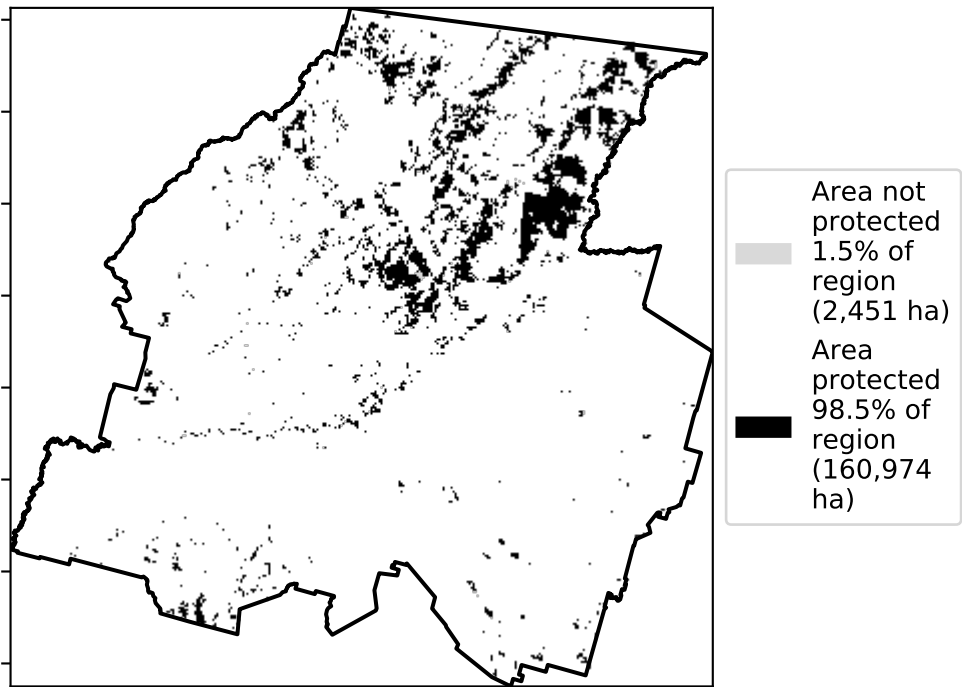 Area not
protected
1.5% of
region
(2,451 ha)
Area
protected
98.5% of
region
(160,974
ha)